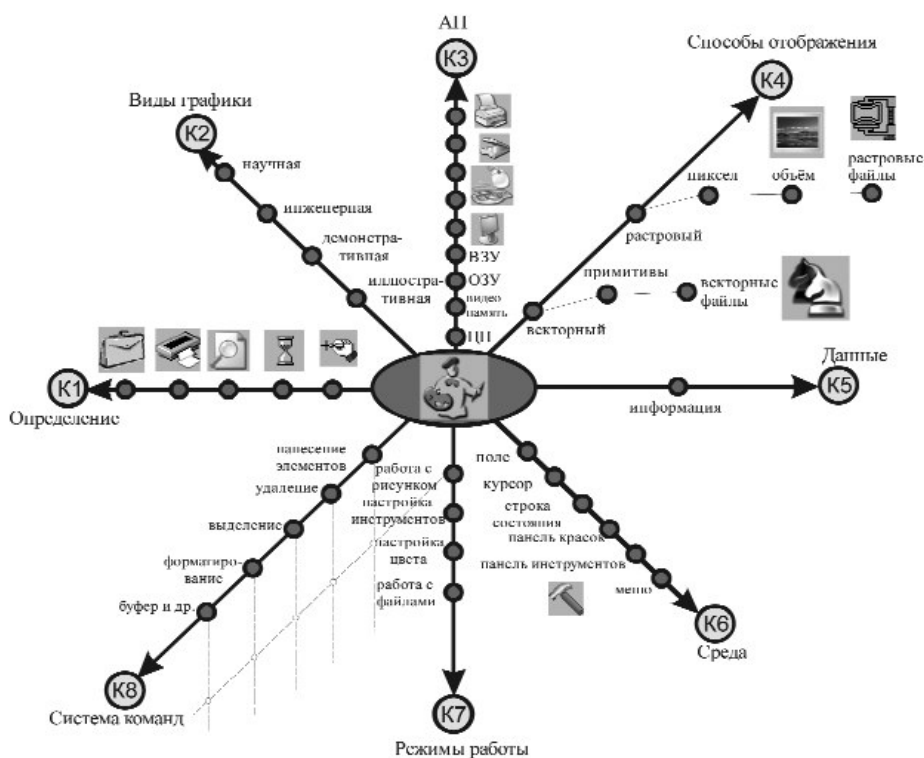 АП
К3
Способы отображения
К4
Виды графики
К2
научная
инженерная
демонстра-
тивная
иллюстра-
тивная
ВЗУ
ОЗУ
видео
память
ЦП
пиксел
объём
растровые
файлы
растровый
примитивы
векторные
файлы
векторный
К1
Определение
Данные
К5
информация
нанесение
элементов
удаление
выделение
форматиро-
вание
буфер и др.
К8
Система команд
работа с
рисунком
настройка
инструментов
настройка
цвета
работа с
файлами
К7
Режимы работы
поле
курсор
строка
состояния
панель красок
панель инструментов
меню
К6
Среда